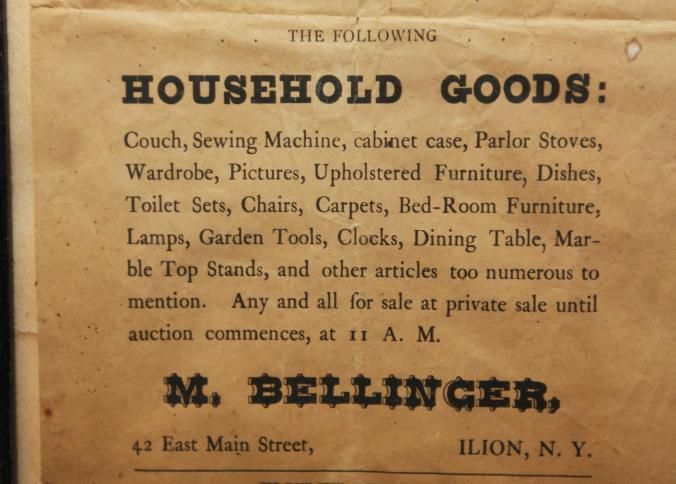 THE FOLLOWING
HOUSEHOLD GOODS:
Couch, Sewing Machine, cabinet case, Parlor Stoves,
Wardrobe, Pictures, Upholstered Furniture, Dishes,
Toilet Sets, Chairs, Carpets, Bed-Room Furniture,
Lamps, Garden Tools, Clocks, Dining Table, Mar-
ble Top Stands, and other articles too numerous to
mention. Any and all for sale at private sale until
auction commences, at 11 A. M.
M. BELLINGER,
42 East Main Street, ILION, N. Y.